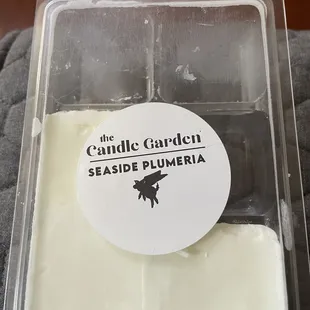 the
Candle Garden
SEASIDE PLUMERIA